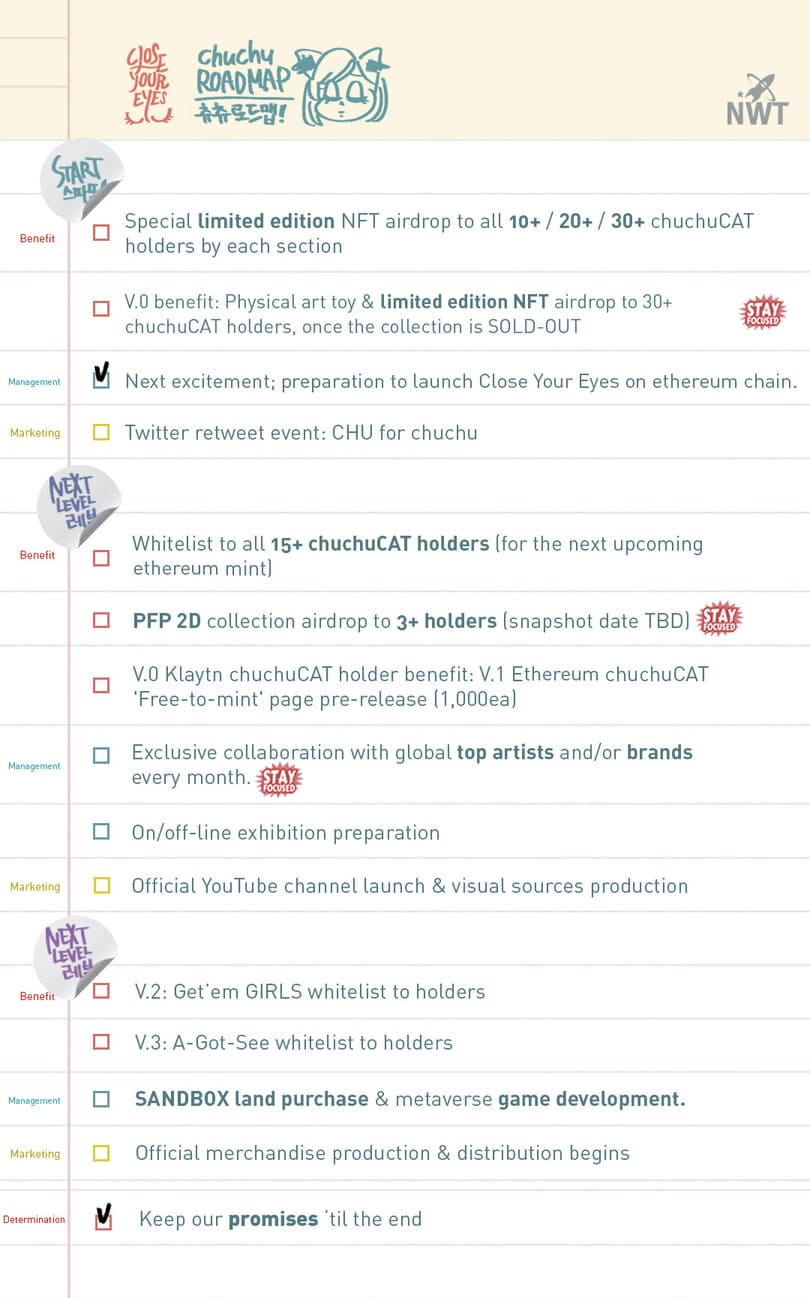 CLOSE
YOUR
EYES
chuchu
ROADMAP
츄츄로드맵!
NWT
START
스타트!
Benefit
Special limited edition NFT airdrop to all 10+ / 20+ / 30+ chuchuCAT
holders by each section
V.0 benefit: Physical art toy & limited edition NFT airdrop to 30+
chuchuCAT holders, once the collection is SOLD-OUT
STAY
FOCUSED
Management
Next excitement; preparation to launch Close Your Eyes on ethereum chain.
Marketing
Twitter retweet event: CHU for chuchu
NEXT
LEVEL
레뷰
Benefit
Whitelist to all 15+ chuchuCAT holders (for the next upcoming
ethereum mint)
PFP 2D collection airdrop to 3+ holders (snapshot date TBD)
STAY
FOCUSED
V.0 Klaytn chuchuCAT holder benefit: V.1 Ethereum chuchuCAT
'Free-to-mint' page pre-release (1,000ea)
Management
Exclusive collaboration with global top artists and/or brands
every month.
STAY
FOCUSED
On/off-line exhibition preparation
Marketing
Official YouTube channel launch & visual sources production
NEXT
LEVEL
레뷰
Benefit
V.2: Get'em GIRLS whitelist to holders
V.3: A-Got-See whitelist to holders
Management
SANDBOX land purchase & metaverse game development.
Marketing
Official merchandise production & distribution begins
Determination
Keep our promises ‘til the end